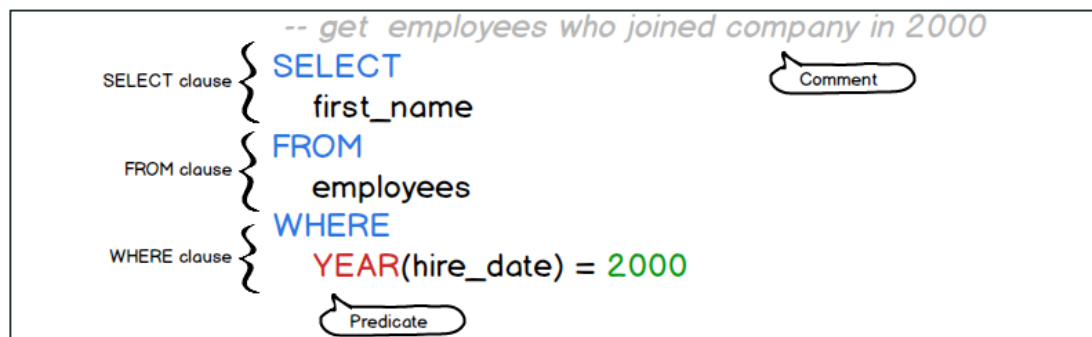 -- get employees who joined company in 2000
SELECT clause
SELECT
first_name
Comment
FROM clause
FROM
employees
WHERE clause
WHERE
YEAR(hire_date) = 2000
Predicate